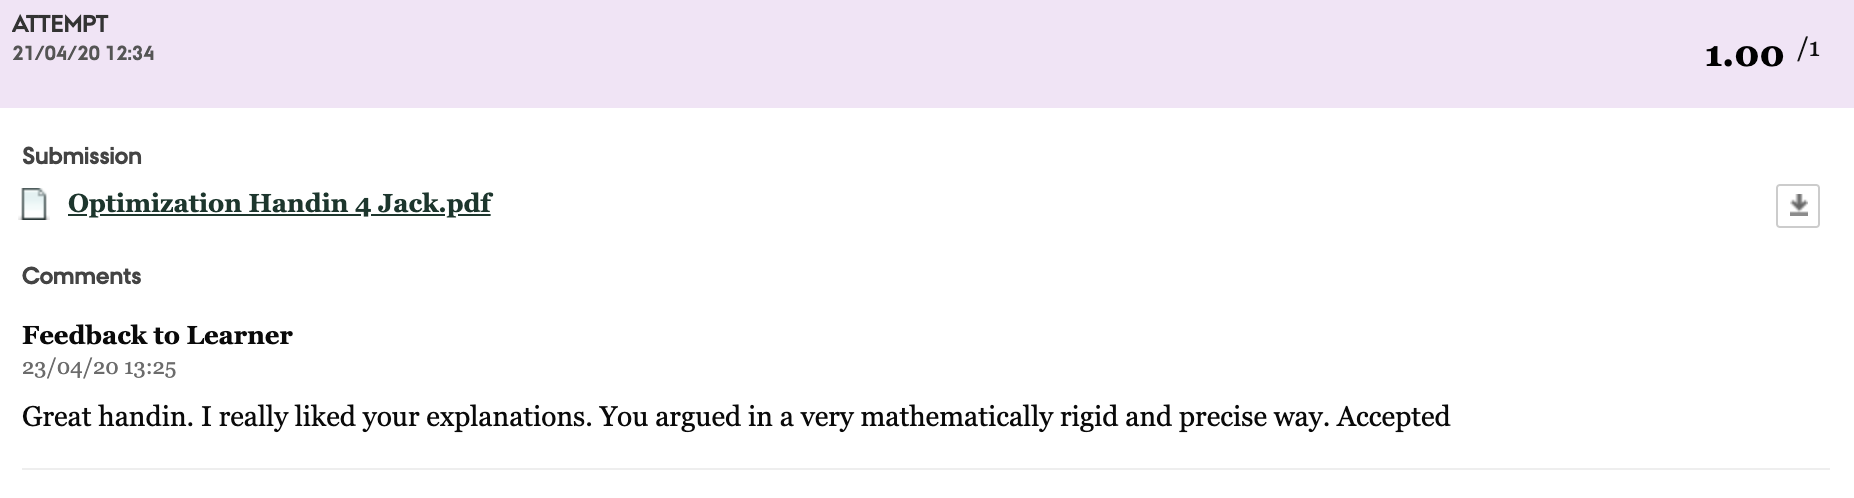 ATTEMPT
21/04/20 12:34
1.00 /1
Submission
Optimization Handin 4 Jack.pdf
Comments
Feedback to Learner
23/04/20 13:25
Great handin. I really liked your explanations. You argued in a very mathematically rigid and precise way. Accepted